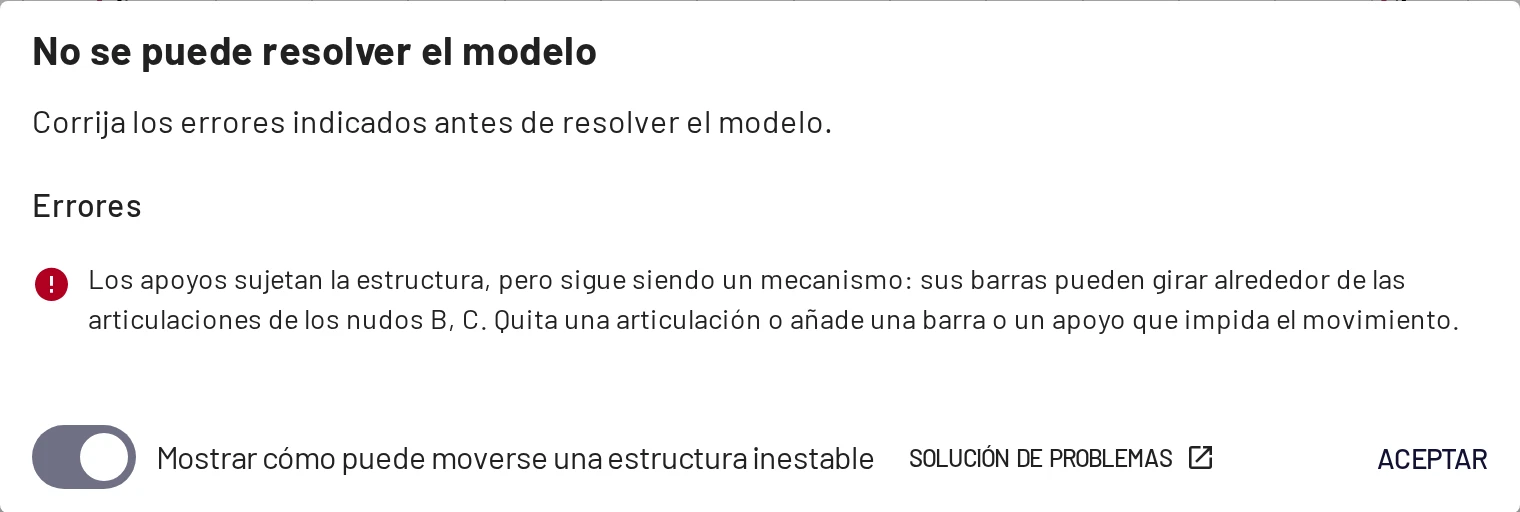 No se puede resolver el modelo
Corrija los errores indicados antes de resolver el modelo.
Errores
Los apoyos sujetan la estructura, pero sigue siendo un mecanismo: sus barras pueden girar alrededor de las
articulaciones de los nudos B, C. Quita una articulación o añade una barra o un apoyo que impida el movimiento.
Mostrar cómo puede moverse una estructura inestable SOLUCIÓN DE PROBLEMAS ACEPTAR